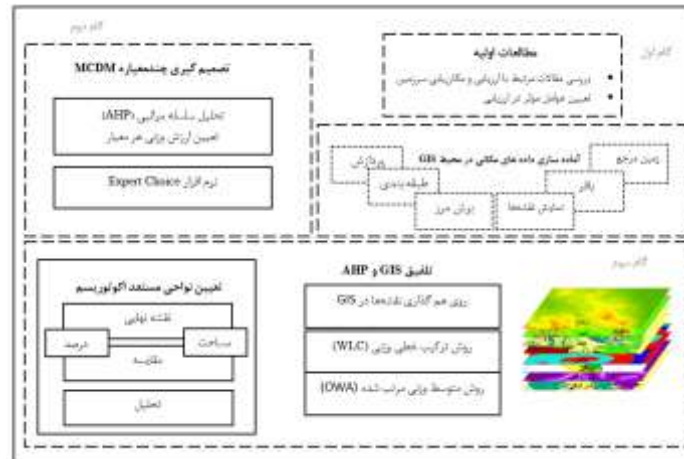 گام اول
مطالعات اولیه
بررسی مقالات مرتبط با ارزیابی و مکان‌یابی سرزمین
تعیین عوامل موثر در ارزیابی
آماده سازی داده های مکانی در محیط GIS
زمین مرجع
بافر
نمایش نقشه‌ها
برش مرز
طبقه بندی
پردازش
گام دوم
تصمیم گیری چندمعیاره MCDM
تحلیل سلسله مراتبی (AHP)
تعیین ارزش وزنی هر معیار
نرم افزار Expert Choice
گام سوم
تلفیق GIS و AHP
روی هم گذاری نقشه‌ها در GIS
روش ترکیب خطی وزنی (WLC)
روش متوسط وزنی مرتب شده (OWA)
تعیین نواحی مستعد اکوتوریسم
نقشه نهایی
مساحت
درصد
مقایسه
تحلیل